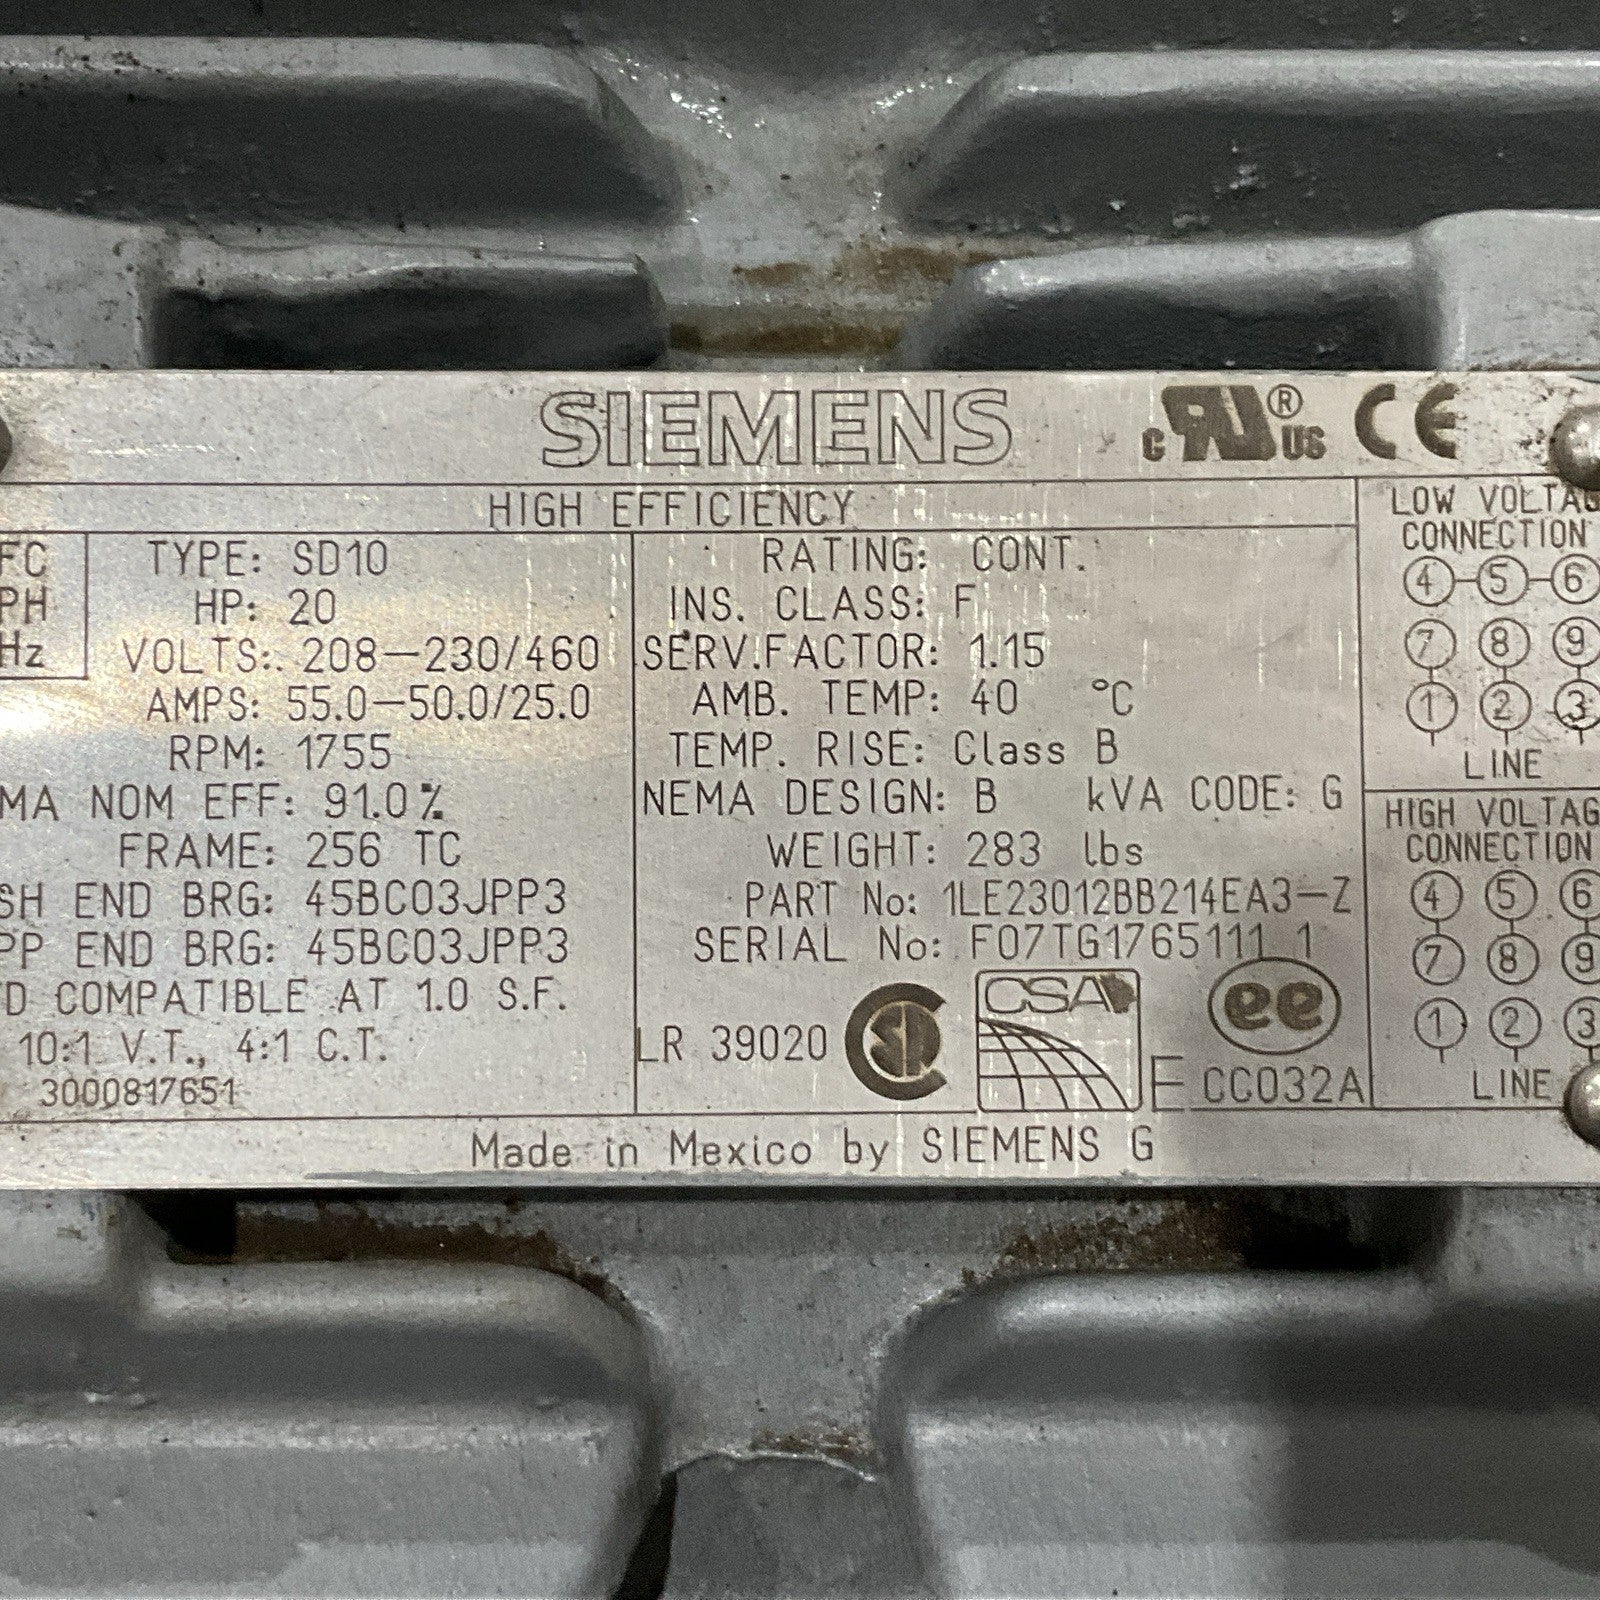 SIEMENS
c RU ® US CE
HIGH EFFICIENCY
FC
PH
Hz
TYPE: SD10
HP: 20
VOLTS: 208-230/460
AMPS: 55.0-50.0/25.0
RPM: 1755
MA NOM EFF: 91.0%
FRAME: 256 TC
SH END BRG: 45BC03JPP3
PP END BRG: 45BC03JPP3
D COMPATIBLE AT 1.0 S.F.
10:1 V.T., 4:1 C.T.
3000817651
RATING: CONT.
INS. CLASS: F
SERV.FACTOR: 1.15
AMB. TEMP: 40 °C
TEMP. RISE: Class B
NEMA DESIGN: B kVA CODE: G
WEIGHT: 283 lbs
PART No: 1LE23012BB214EA3-Z
SERIAL No: F07TG1765111 1
LR 39020 SA CSA E ee
CC032A
LOW VOLTAG
CONNECTION
4 5 6
7 8 9
1 2 3
LINE
HIGH VOLTAG
CONNECTION
4 5 6
7 8 9
1 2 3
LINE
Made in Mexico by SIEMENS G